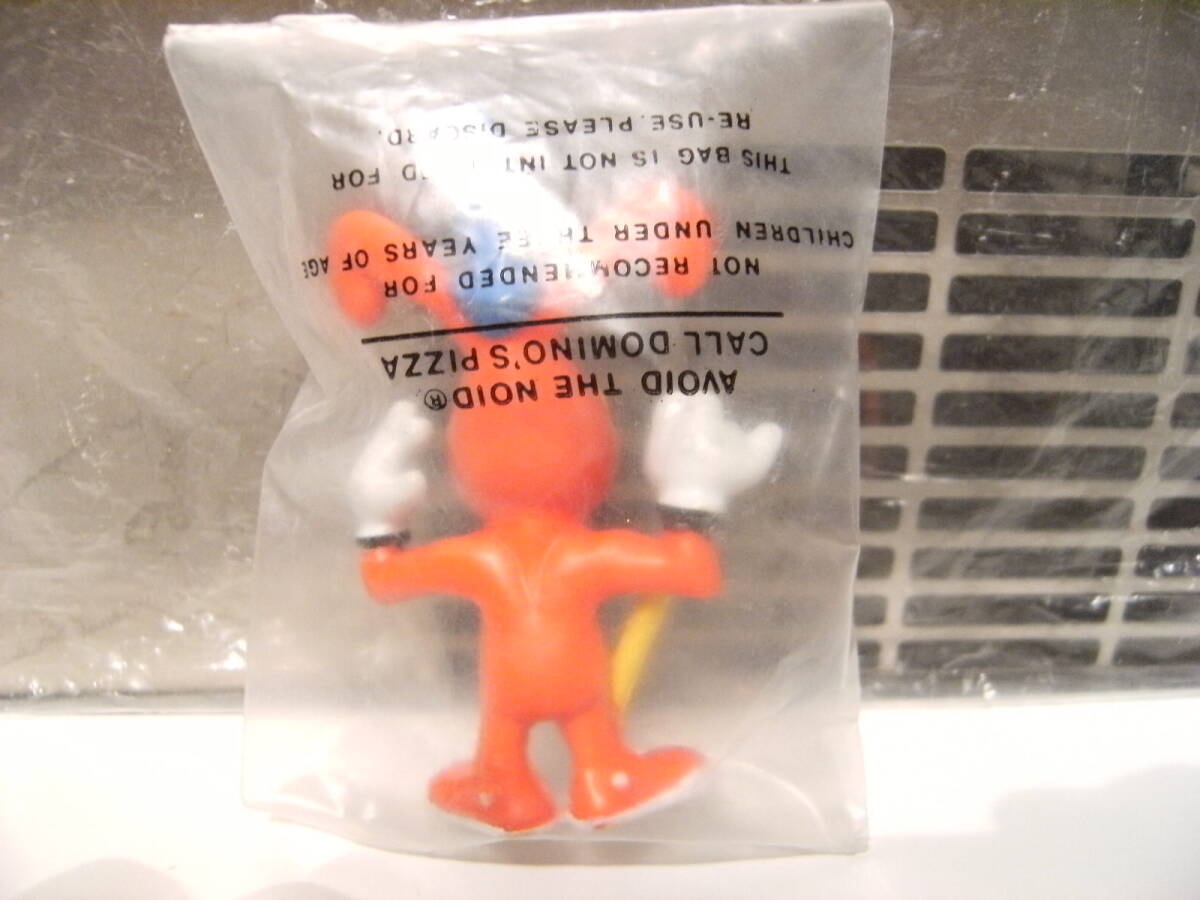 AVOID THE NOID®
CALL DOMINO'S PIZZA
NOT RECOMMENDED FOR
CHILDREN UNDER THREE YEARS OF AGE
THIS BAG IS NOT INTENDED FOR
RE-USE. PLEASE DISCARD.